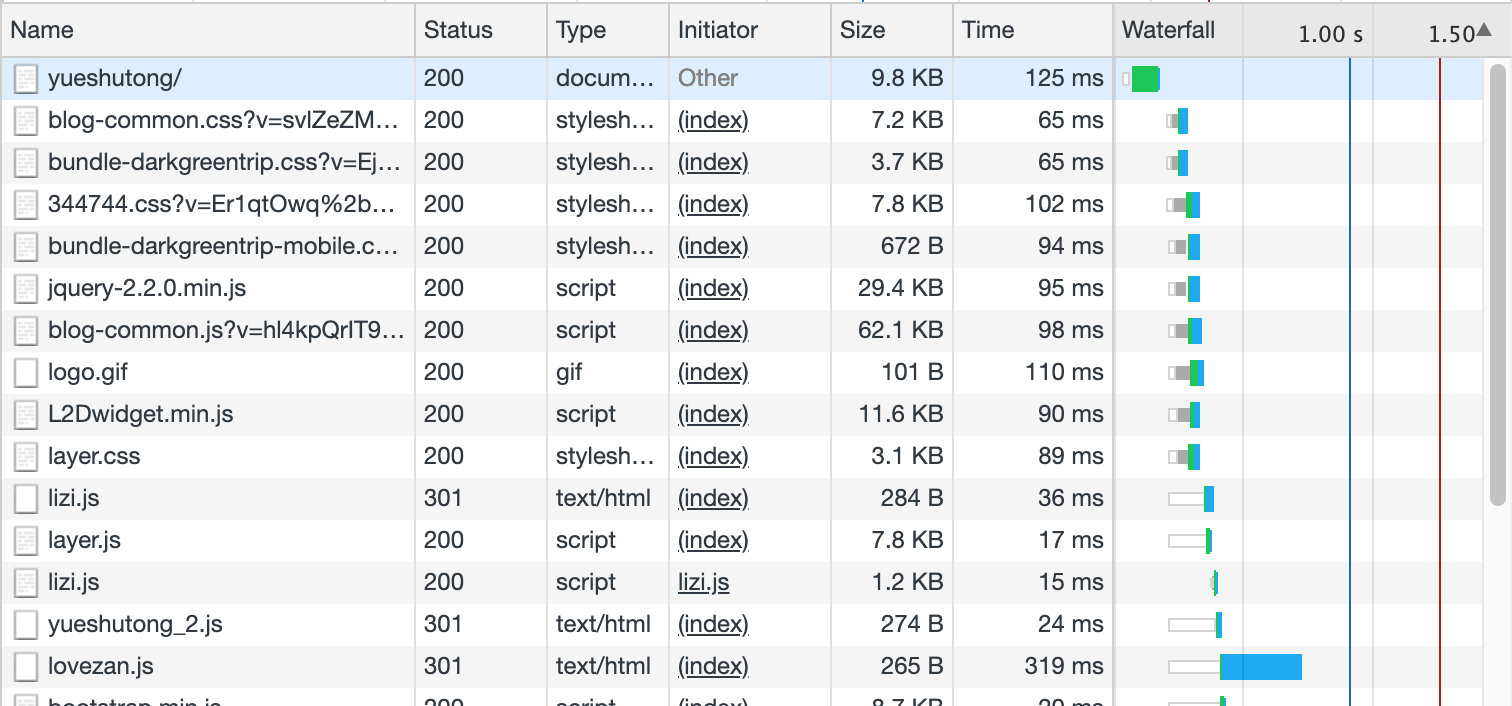 Name Status Type Initiator Size Time Waterfall 1.00 s 1.50
yueshutong/ 200 docum… Other 9.8 KB 125 ms
blog-common.css?v=svlZeZM… 200 stylesh… (index) 7.2 KB 65 ms
bundle-darkgreentrip.css?v=Ej… 200 stylesh… (index) 3.7 KB 65 ms
344744.css?v=Er1qtOwq%2b… 200 stylesh… (index) 7.8 KB 102 ms
bundle-darkgreentrip-mobile.c… 200 stylesh… (index) 672 B 94 ms
jquery-2.2.0.min.js 200 script (index) 29.4 KB 95 ms
blog-common.js?v=hl4kpQrlT9… 200 script (index) 62.1 KB 98 ms
logo.gif 200 gif (index) 101 B 110 ms
L2Dwidget.min.js 200 script (index) 11.6 KB 90 ms
layer.css 200 stylesh… (index) 3.1 KB 89 ms
lizi.js 301 text/html (index) 284 B 36 ms
layer.js 200 script (index) 7.8 KB 17 ms
lizi.js 200 script lizi.js 1.2 KB 15 ms
yueshutong_2.js 301 text/html (index) 274 B 24 ms
lovezan.js 301 text/html (index) 265 B 319 ms
bootstrap.min.js 200 script (index) 8.7 KB